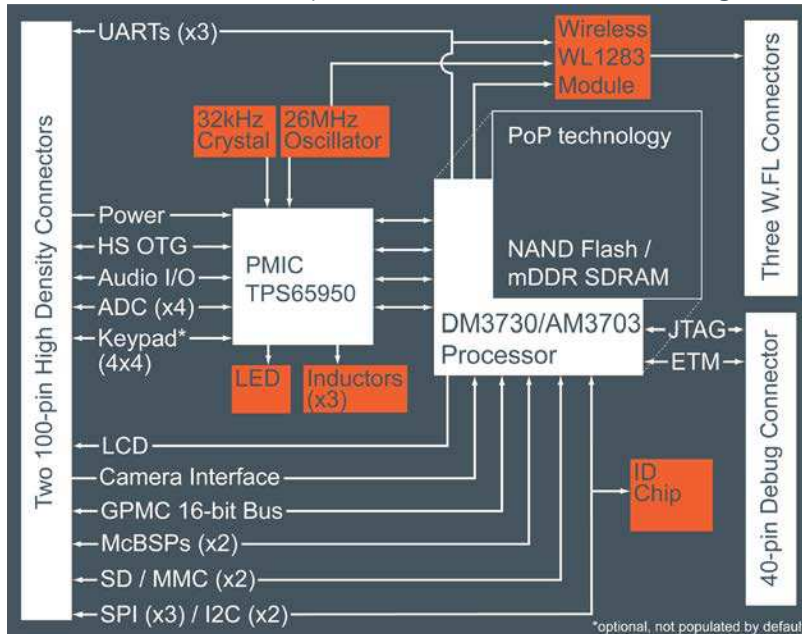 UARTs (x3)
Wireless
WL1283
Module
32kHz
Crystal
26MHz
Oscillator
PoP technology
NAND Flash /
mDDR SDRAM
Three W.FL Connectors
Two 100-pin High Density Connectors
Power
HS OTG
Audio I/O
ADC (x4)
Keypad*
(4x4)
PMIC
TPS65950
DM3730/AM3703
Processor
JTAG
ETM
40-pin Debug Connector
LED
Inductors
(x3)
LCD
Camera Interface
GPMC 16-bit Bus
McBSPs (x2)
SD / MMC (x2)
SPI (x3) / I2C (x2)
ID
Chip
*optional, not populated by defaul